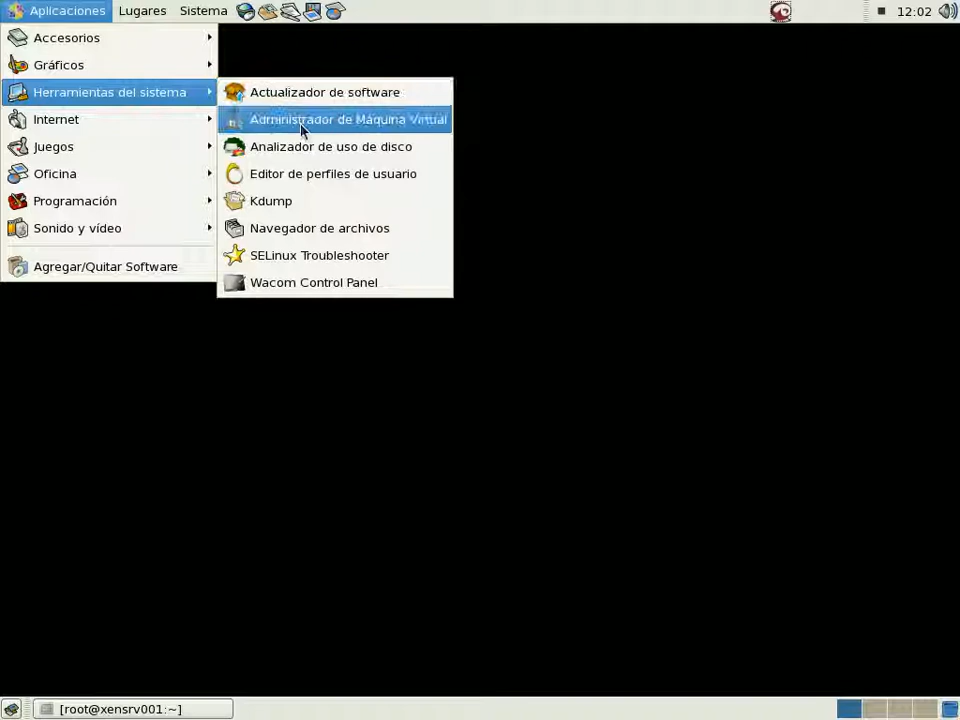 Aplicaciones Lugares Sistema 12:02
Accesorios
Gráficos
Herramientas del sistema
Internet
Juegos
Oficina
Programación
Sonido y vídeo
Agregar/Quitar Software
Actualizador de software
Administrador de Máquina Virtual
Analizador de uso de disco
Editor de perfiles de usuario
Kdump
Navegador de archivos
SELinux Troubleshooter
Wacom Control Panel
[root@xensrv001:~]